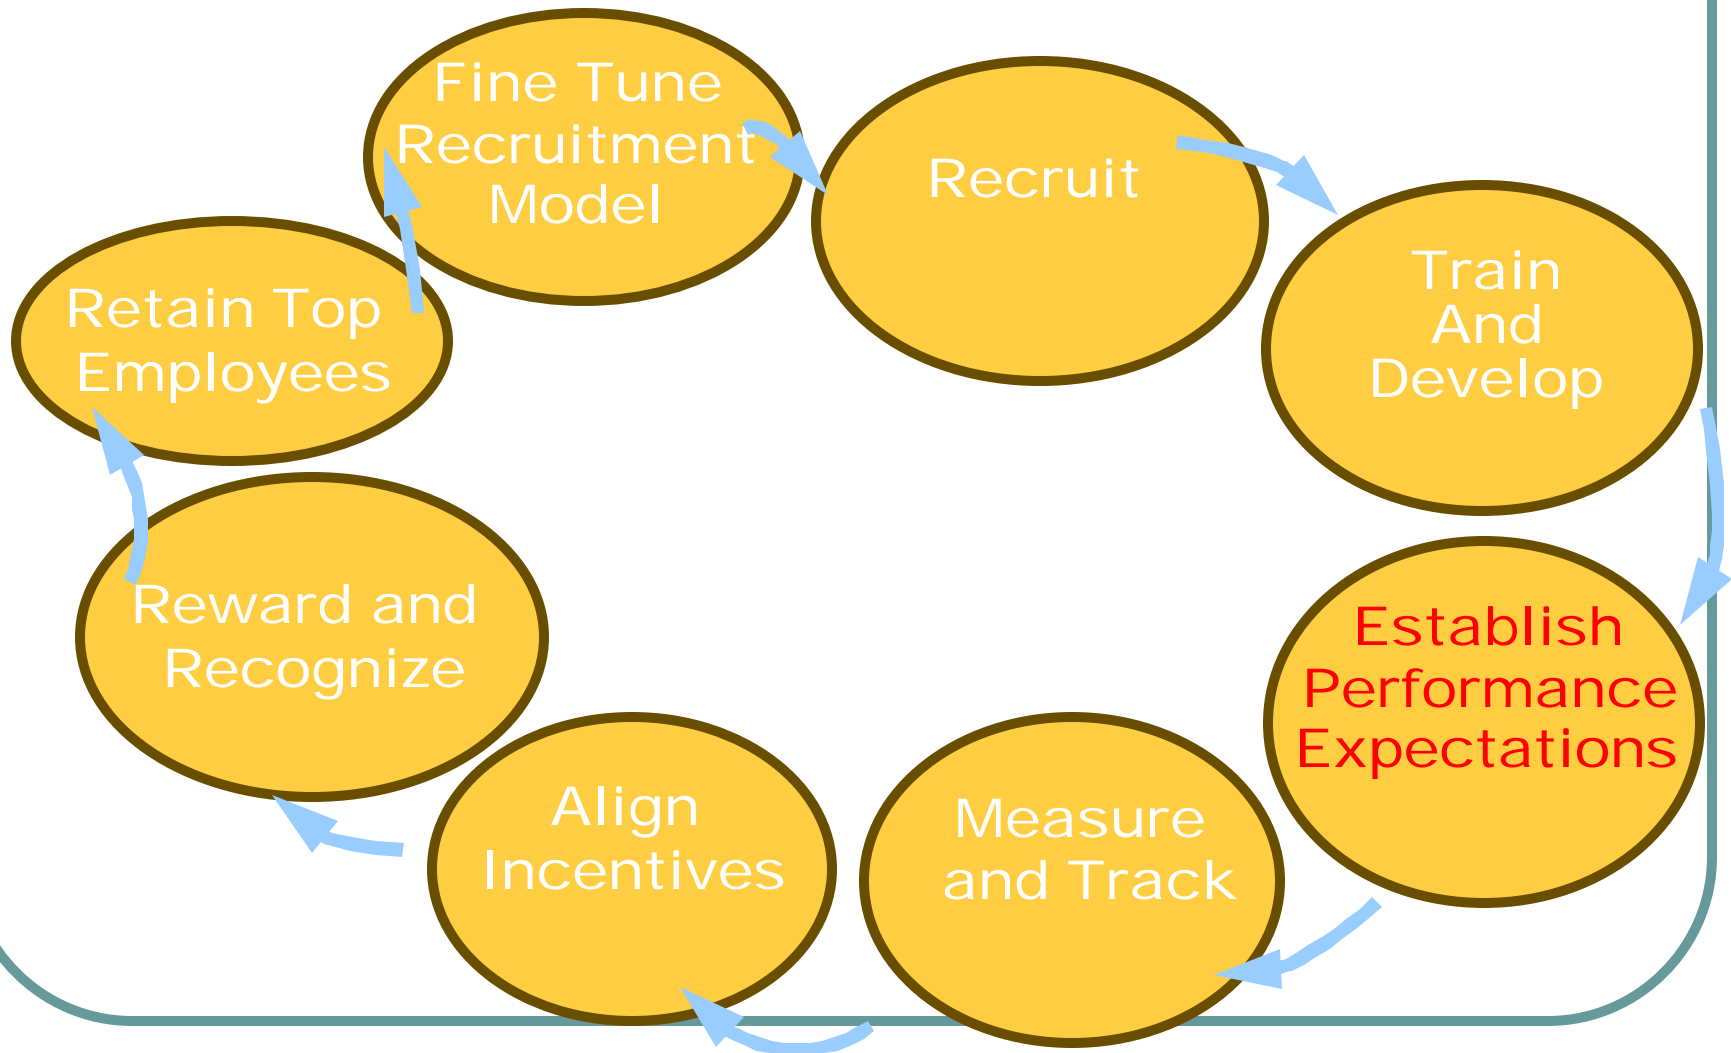 Fine Tune
Recruitment
Model
Recruit
Train
And
Develop
Establish
Performance
Expectations
Measure
and Track
Align
Incentives
Reward and
Recognize
Retain Top
Employees